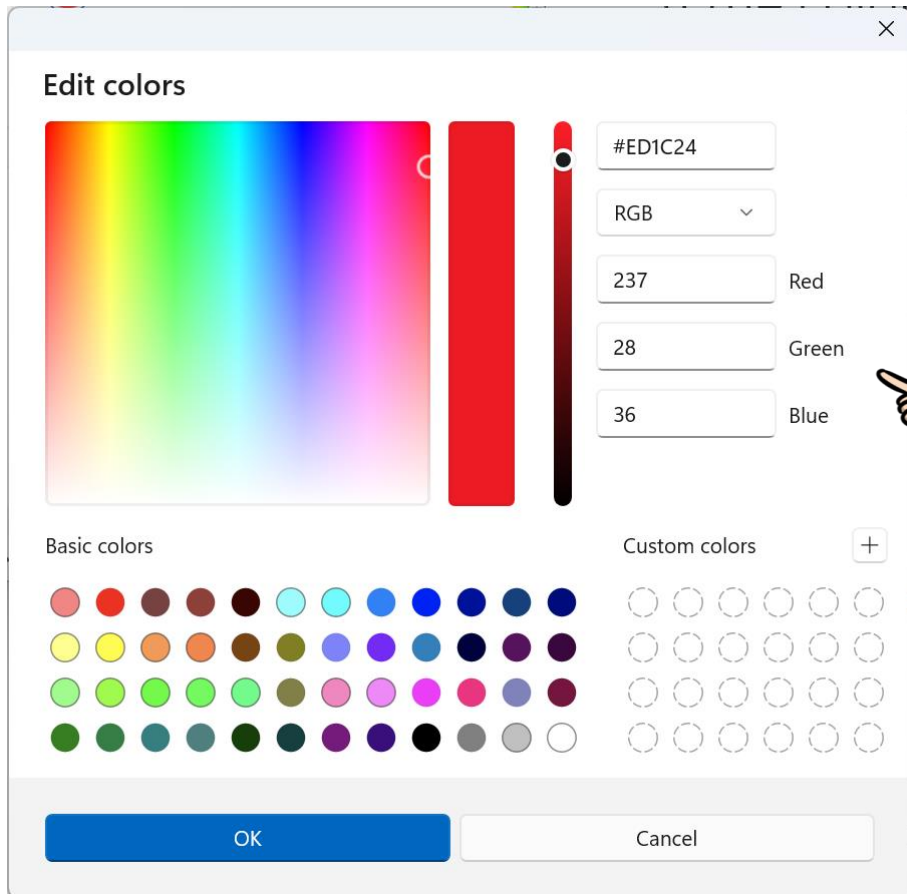 Edit colors
#ED1C24
RGB
237 Red
28 Green
36 Blue
Basic colors Custom colors
OK Cancel